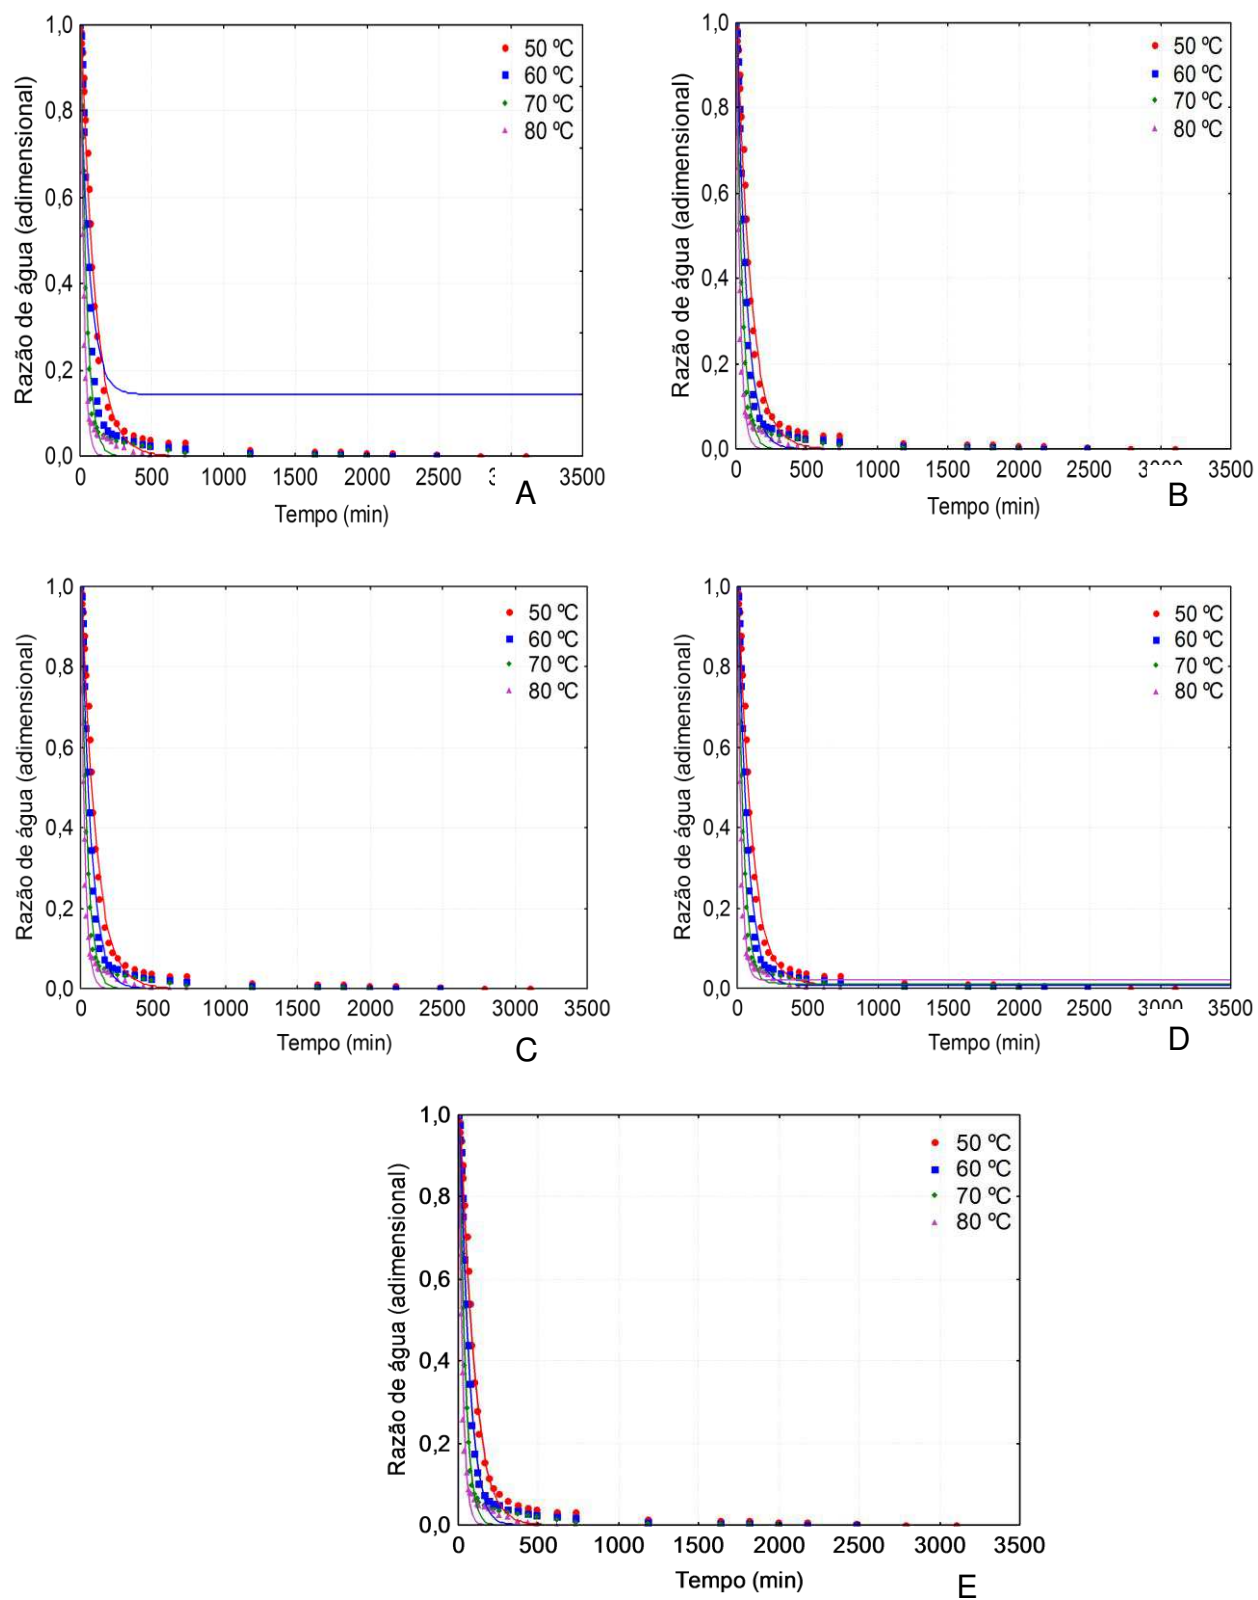 1,0
50 ºC
60 ºC
70 ºC
80 ºC
0,8
0,6
0,4
0,2
0,0
Razão de água (adimensional)
0 500 1000 1500 2000 2500 3500
Tempo (min)
A
1,0
50 ºC
60 ºC
70 ºC
80 ºC
0,8
0,6
0,4
0,2
0,0
Razão de água (adimensional)
0 500 1000 1500 2000 2500 3500
Tempo (min)
B
1,0
50 ºC
60 ºC
70 ºC
80 ºC
0,8
0,6
0,4
0,2
0,0
Razão de água (adimensional)
0 500 1000 1500 2000 2500 3000 3500
Tempo (min)
C
1,0
50 ºC
60 ºC
70 ºC
80 ºC
0,8
0,6
0,4
0,2
0,0
Razão de água (adimensional)
0 500 1000 1500 2000 2500 3500
Tempo (min)
D
1,0
50 ºC
60 ºC
70 ºC
80 ºC
0,8
0,6
0,4
0,2
0,0
Razão de água (adimensional)
0 500 1000 1500 2000 2500 3000 3500
Tempo (min)
E